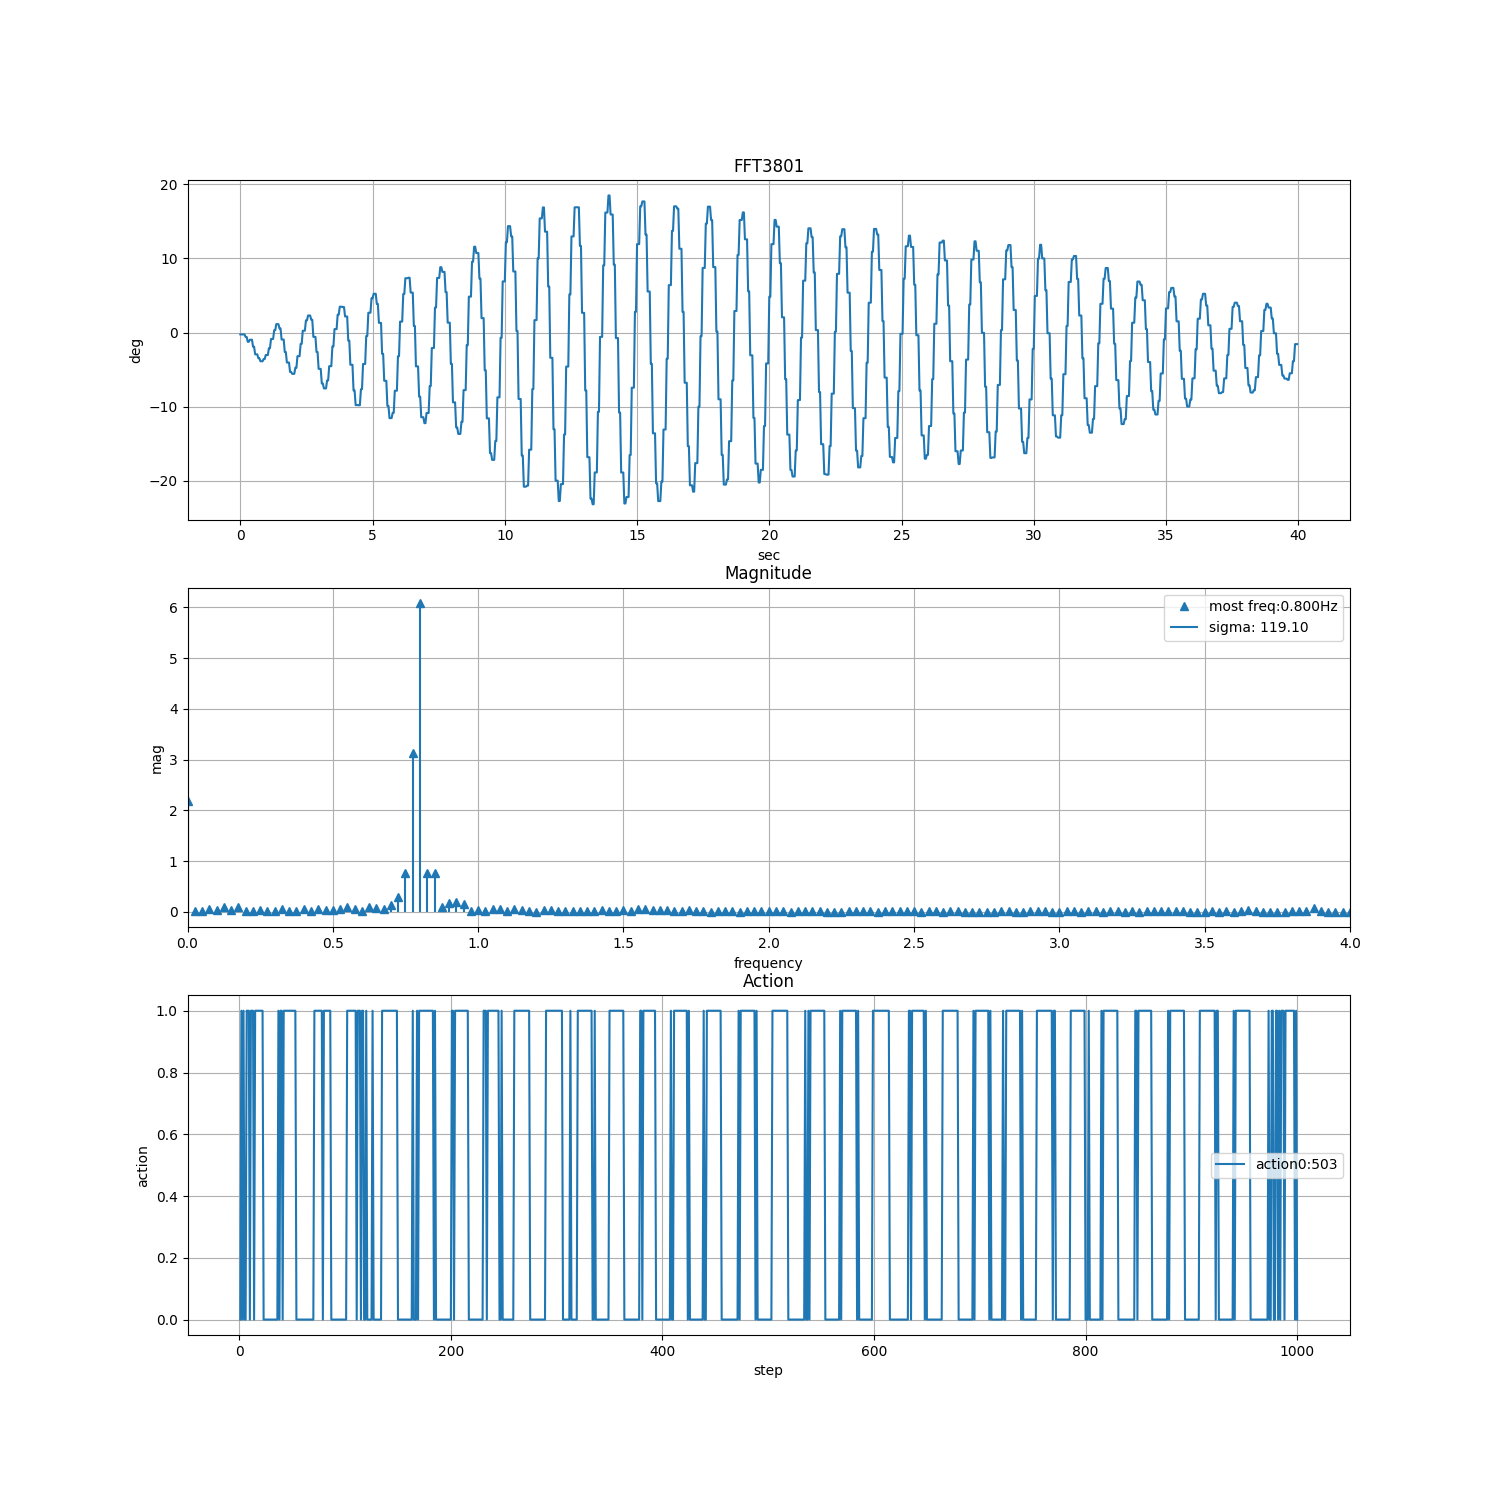 FFT3801
20
10
0
−10
−20
deg
0 5 10 15 20 25 30 35 40
sec
Magnitude
most freq:0.800Hz
sigma: 119.10
6
5
4
3
2
1
0
mag
0.0 0.5 1.0 1.5 2.0 2.5 3.0 3.5 4.0
frequency
Action
1.0
0.8
0.6
0.4
0.2
0.0
action
action0:503
0 200 400 600 800 1000
step